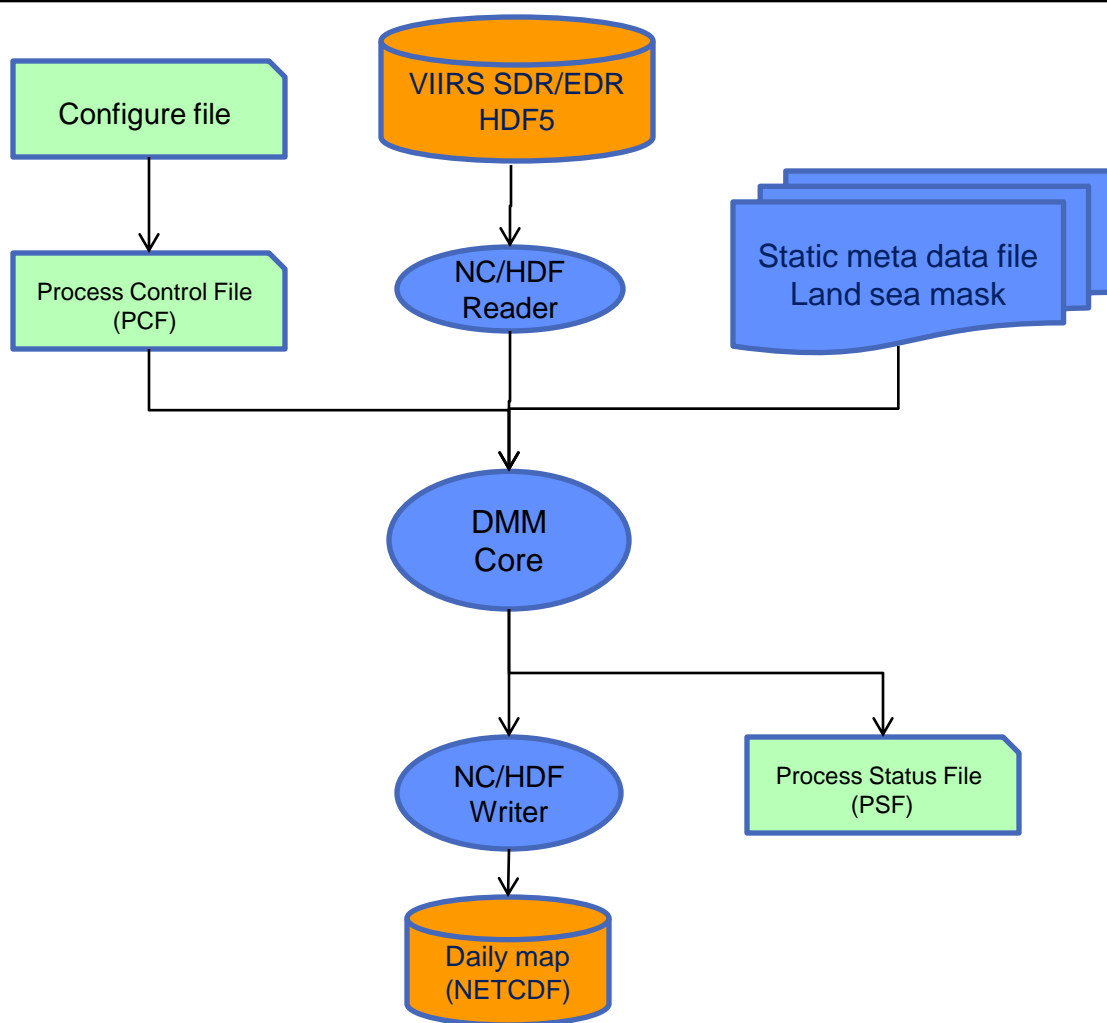 Configure file
VIIRS SDR/EDR
HDF5
Process Control File
(PCF)
NC/HDF
Reader
Static meta data file
Land sea mask
DMM
Core
NC/HDF
Writer
Process Status File
(PSF)
Daily map
(NETCDF)